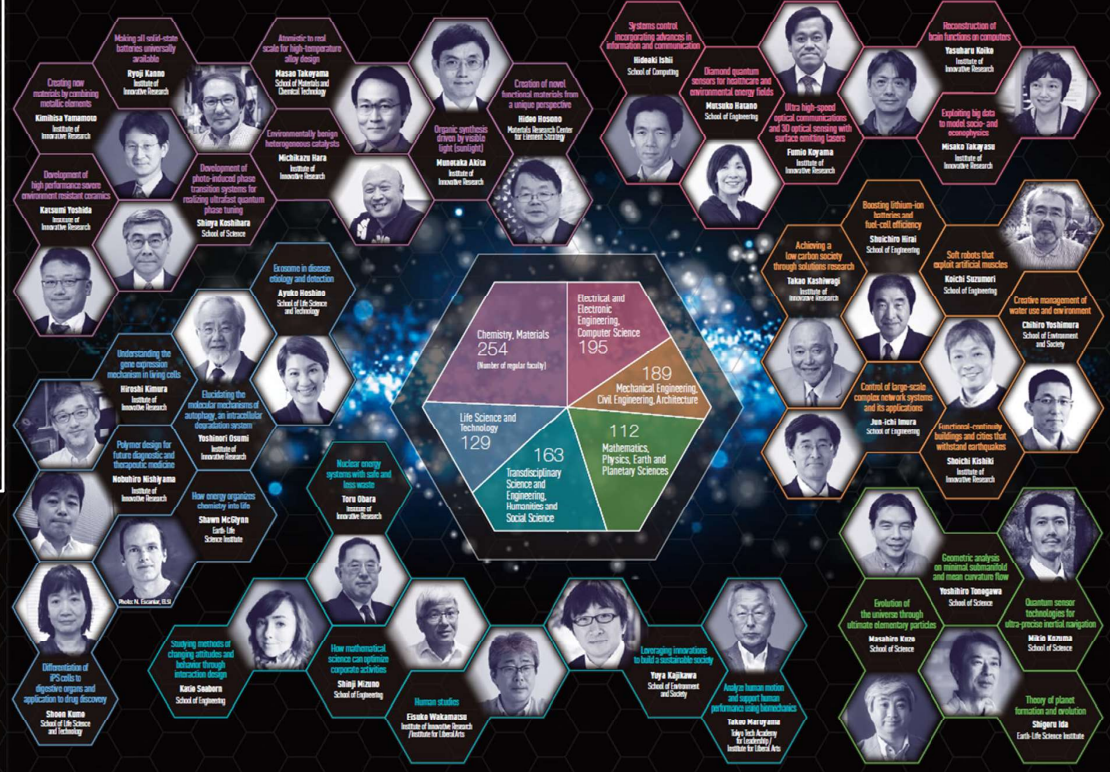 Making all solid-state
batteries universally
available
Ryoji Kanno
Institute of
Innovative Research
Atomistic to real
scale for high-temperature
alloy design
Masao Takeyama
School of Materials and
Chemical Technology
Creating new
materials by combining
metallic elements
Kimihisa Yamamoto
Institute of
Innovative Research
Environmentally benign
heterogeneous catalysts
Michikazu Hara
Institute of
Innovative Research
Organic synthesis
driven by visible
light (sunlight)
Munetaka Akita
Institute of
Innovative Research
Creation of novel
functional materials from
a unique perspective
Hideo Hosono
Materials Research Center
for Element Strategy
Development of
high performance severe
environment resistant ceramics
Katsumi Yoshida
Institute of
Innovative Research
Development of
photo-induced phase
transition systems for
realizing ultrafast quantum
phase tuning
Shinya Koshihara
School of Science
Systems control
incorporating advances in
information and communication
Hideaki Ishii
School of Computing
Diamond quantum
sensors for healthcare and
environmental energy fields
Mutsuko Hatano
School of Engineering
Ultra high-speed
optical communications
and 3D optical sensing with
surface emitting lasers
Fumio Koyama
Institute of
Innovative Research
Reconstruction of
brain functions on computers
Yasuharu Koike
Institute of
Innovative Research
Exploiting big data
to model socio- and
econophysics
Misako Takayasu
Institute of
Innovative Research
Boosting lithium-ion
batteries and
fuel-cell efficiency
Shuichiro Hirai
School of Engineering
Achieving a
low carbon society
through solutions research
Takao Kashiwagi
Institute of
Innovative Research
Soft robots that
exploit artificial muscles
Koichi Suzumori
School of Engineering
Creative management of
water use and environment
Chihiro Yoshimura
School of Environment
and Society
Control of large-scale
complex network systems
and its applications
Jun-ichi Imura
School of Engineering
Functional-continuity
buildings and cities that
withstand earthquakes
Shoichi Kishiki
Institute of
Innovative Research
Exosome in disease
etiology and detection
Ayuko Hoshino
School of Life Science
and Technology
Understanding the
gene expression
mechanism in living cells
Hiroshi Kimura
Institute of
Innovative Research
Elucidating the
molecular mechanisms of
autophagy, an intracellular
degradation system
Yoshinori Osumi
Institute of
Innovative Research
Polymer design for
future diagnostic and
therapeutic medicine
Nobuhiro Nishiyama
Institute of
Innovative Research
How energy organizes
chemistry into life
Shawn McGlynn
Earth-Life
Science Institute
Photo: N. Escanlar, ELSI
Differentiation of
iPS cells to
digestive organs and
application to drug discovery
Shoen Kume
School of Life Science
and Technology
Chemistry, Materials
254
(Number of regular faculty)
Electrical and
Electronic
Engineering,
Computer Science
195
189
Mechanical Engineering,
Civil Engineering, Architecture
Life Science and
Technology
129
163
Transdisciplinary
Science and
Engineering,
Humanities and
Social Science
112
Mathematics,
Physics, Earth and
Planetary Sciences
Nuclear energy
systems with safe and
less waste
Toru Obara
Institute of
Innovative Research
Studying methods of
changing attitudes and
behavior through
interaction design
Katie Seaborn
School of Engineering
How mathematical
science can optimize
corporate activities
Shinji Mizuno
School of Engineering
Human studies
Eisuke Wakamatsu
Institute of Innovative Research
/Institute for Liberal Arts
Leveraging innovations
to build a sustainable society
Yuya Kajikawa
School of Environment
and Society
Analyze human motion
and support human
performance using biomechanics
Takeo Maruyama
Tokyo Tech Academy
for Leadership /
Institute for Liberal Arts
Geometric analysis
on minimal submanifold
and mean curvature flow
Yoshihiro Tonegawa
School of Science
Evolution of
the universe through
ultimate elementary particles
Masahiro Kuze
School of Science
Quantum sensor
technologies for
ultra-precise inertial navigation
Mikio Kozuma
School of Science
Theory of planet
formation and evolution
Shigeru Ida
Earth-Life Science Institute